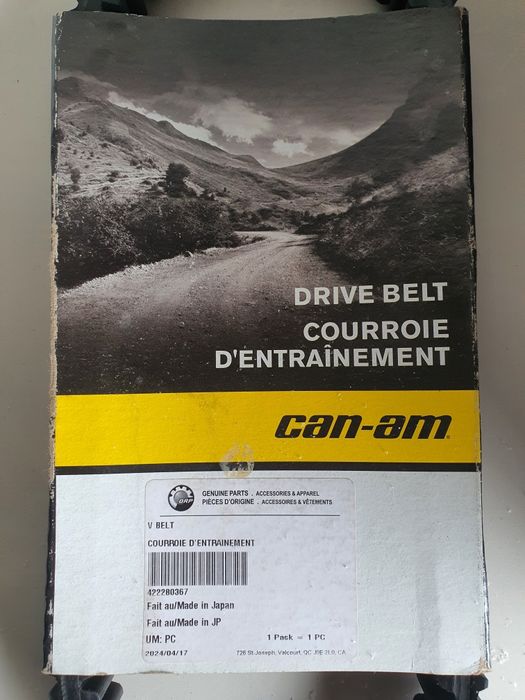 DRIVE BELT
COURROIE
D'ENTRAÎNEMENT
can-am
BRP
GENUINE PARTS . ACCESSORIES & APPAREL
PIÈCES D'ORIGINE . ACCESSOIRES & VÊTEMENTS
V BELT
COURROIE D'ENTRAINEMENT
422280367
Fait au/Made in Japan
Fait au/Made in JP
UM: PC 1 Pack = 1 PC
2024/04/17 726 St-Joseph, Valcourt, QC J0E 2L0, CA